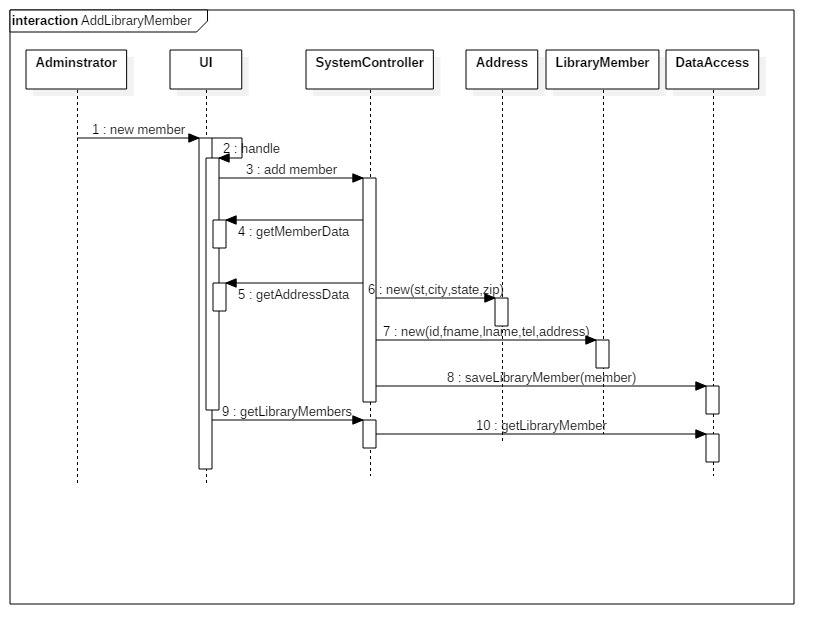 interaction AddLibraryMember
Adminstrator
UI
SystemController
Address
LibraryMember
DataAccess
1 : new member
2 : handle
3 : add member
4 : getMemberData
5 : getAddressData
6 : new(st,city,state,zip)
7 : new(id,fname,lname,tel,address)
8 : saveLibraryMember(member)
9 : getLibraryMembers
10 : getLibraryMember